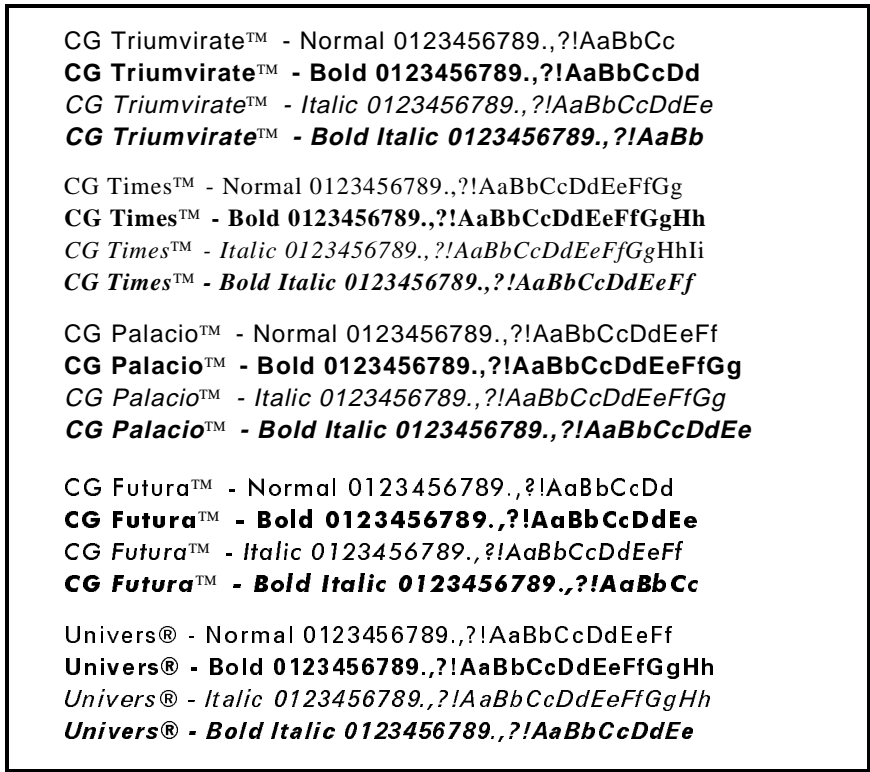 CG Triumvirate™ - Normal 0123456789.,?!AaBbCc
CG Triumvirate™ - Bold 0123456789.,?!AaBbCcDd
CG Triumvirate™ - Italic 0123456789.,?!AaBbCcDdEe
CG Triumvirate™ - Bold Italic 0123456789.,?!AaBb
CG Times™ - Normal 0123456789.,?!AaBbCcDdEeFfGg
CG Times™ - Bold 0123456789.,?!AaBbCcDdEeFfGgHh
CG Times™ - Italic 0123456789.,?!AaBbCcDdEeFfGgHhIi
CG Times™ - Bold Italic 0123456789.,?!AaBbCcDdEeFf
CG Palacio™ - Normal 0123456789.,?!AaBbCcDdEeFf
CG Palacio™ - Bold 0123456789.,?!AaBbCcDdEeFfGg
CG Palacio™ - Italic 0123456789.,?!AaBbCcDdEeFfGg
CG Palacio™ - Bold Italic 0123456789.,?!AaBbCcDdEe
CG Futura™ - Normal 0123456789.,?!AaBbCcDd
CG Futura™ - Bold 0123456789.,?!AaBbCcDdEe
CG Futura™ - Italic 0123456789.,?!AaBbCcDdEeFf
CG Futura™ - Bold Italic 0123456789.,?!AaBbCc
Univers® - Normal 0123456789.,?!AaBbCcDdEeFf
Univers® - Bold 0123456789.,?!AaBbCcDdEeFfGgHh
Univers® - Italic 0123456789.,?!AaBbCcDdEeFfGgHh
Univers® - Bold Italic 0123456789.,?!AaBbCcDdEe